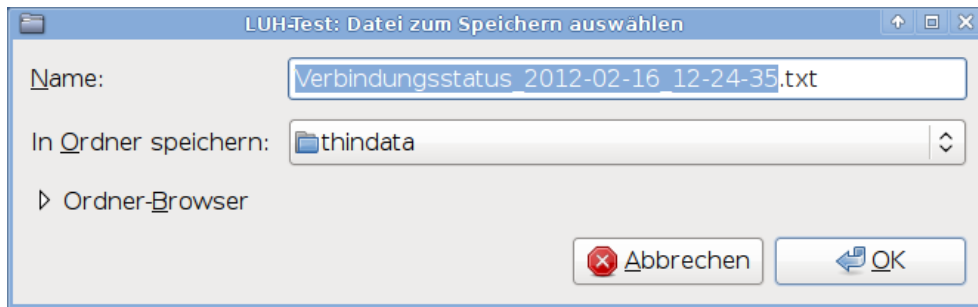 LUH-Test: Datei zum Speichern auswählen
Name: Verbindungsstatus_2012-02-16_12-24-35.txt
In Ordner speichern: thindata
Ordner-Browser
Abbrechen OK